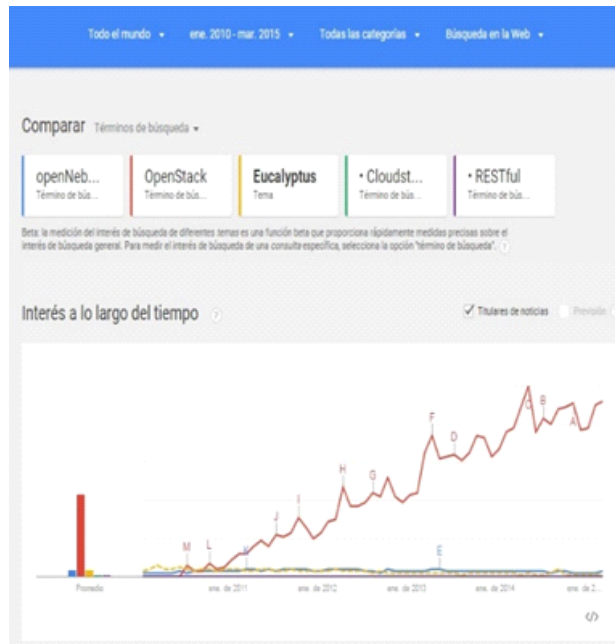 Todo el mundo ene. 2010 - mar. 2015 Todas las categorías Búsqueda en la Web
Comparar Términos de búsqueda
openNeb... OpenStack Eucalyptus • Cloudst... • RESTful
Término de bús... Término de bús... Tema Término de bús... Término de bús...
Beta: la medición del interés de búsqueda de diferentes temas es una función beta que proporciona rápidamente medidas precisas sobre el
interés de búsqueda general. Para medir el interés de búsqueda de una consulta específica, selecciona la opción "término de búsqueda". ?
Interés a lo largo del tiempo ? Titulares de noticias
C
B
A
F
D
H
G
I
J
L
M
K
E
Promedio ene. de 2011 ene. de 2012 ene. de 2013 ene. de 2014 ene. de 2...
</>